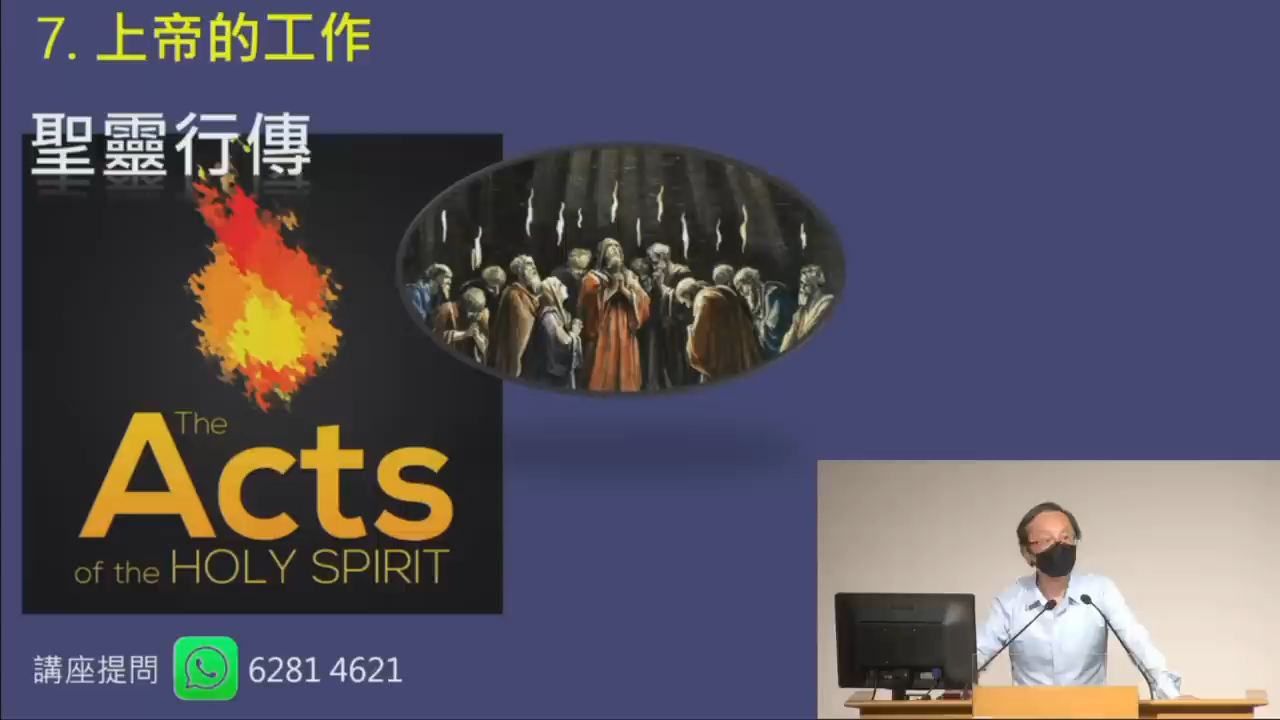 7. 上帝的工作
聖靈行傳
The
Acts
of the HOLY SPIRIT
講座提問 6281 4621